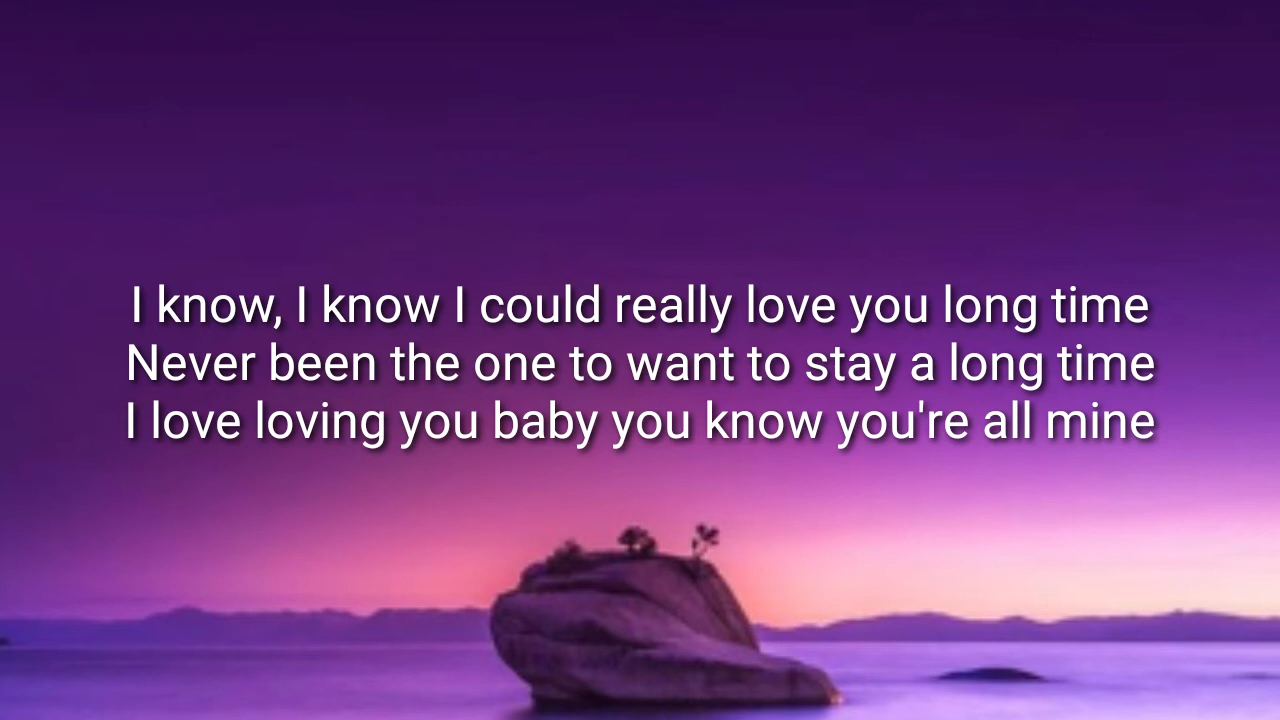 I know, I know I could really love you long time
Never been the one to want to stay a long time
I love loving you baby you know you're all mine